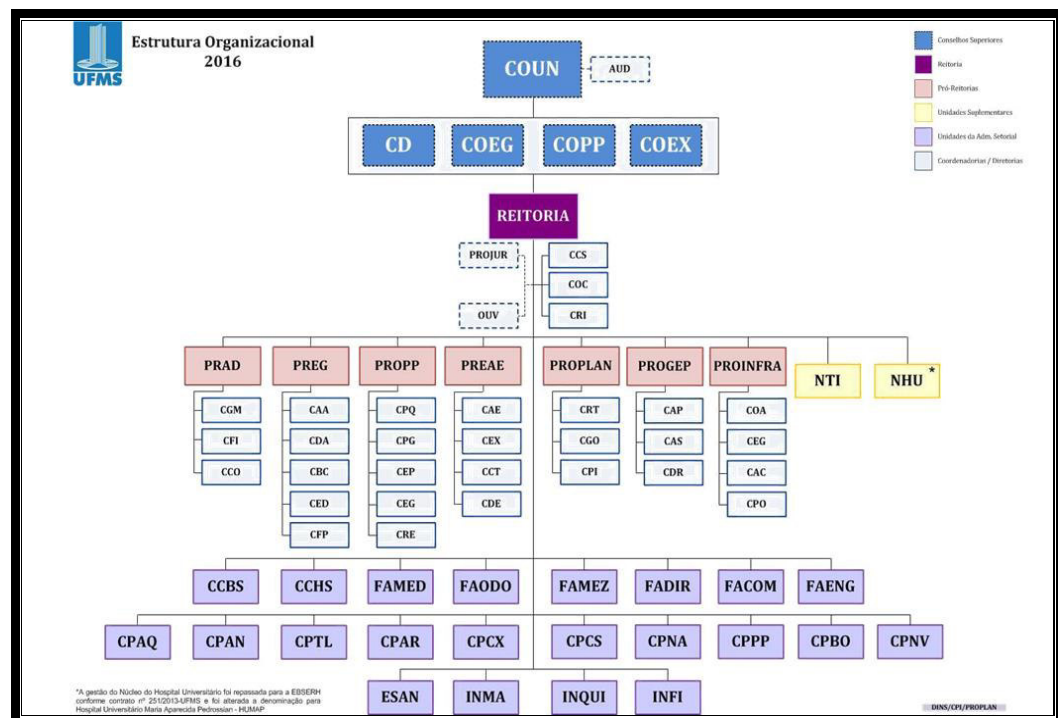 Estrutura Organizacional
2016
UFMS
COUN
AUD
Conselhos Superiores
Reitoria
Pró-Reitorias
Unidades Suplementares
Unidades da Adm. Setorial
Coordenadorias / Diretorias
CD COEG COPP COEX
REITORIA
PROJUR CCS
COC
OUV CRI
PRAD PREG PROPP PREAE PROPLAN PROGEP PROINFRA NTI NHU *
CGM CAA CPQ CAE CRT CAP COA
CFI CDA CPG CEX CGO CAS CEG
CCO CBC CEP CCT CPI CDR CAC
CED CEG CDE CPO
CFP CRE
CCBS CCHS FAMED FAODO FAMEZ FADIR FACOM FAENG
CPAQ CPAN CPTL CPAR CPCX CPCS CPNA CPPP CPBO CPNV
ESAN INMA INQUI INFI
*A gestão do Núcleo do Hospital Universitário foi repassada para a EBSERH
conforme contrato nº 251/2013-UFMS e foi alterada a denominação para
Hospital Universitário Maria Aparecida Pedrossian - HUMAP
DINS/CPI/PROPLAN